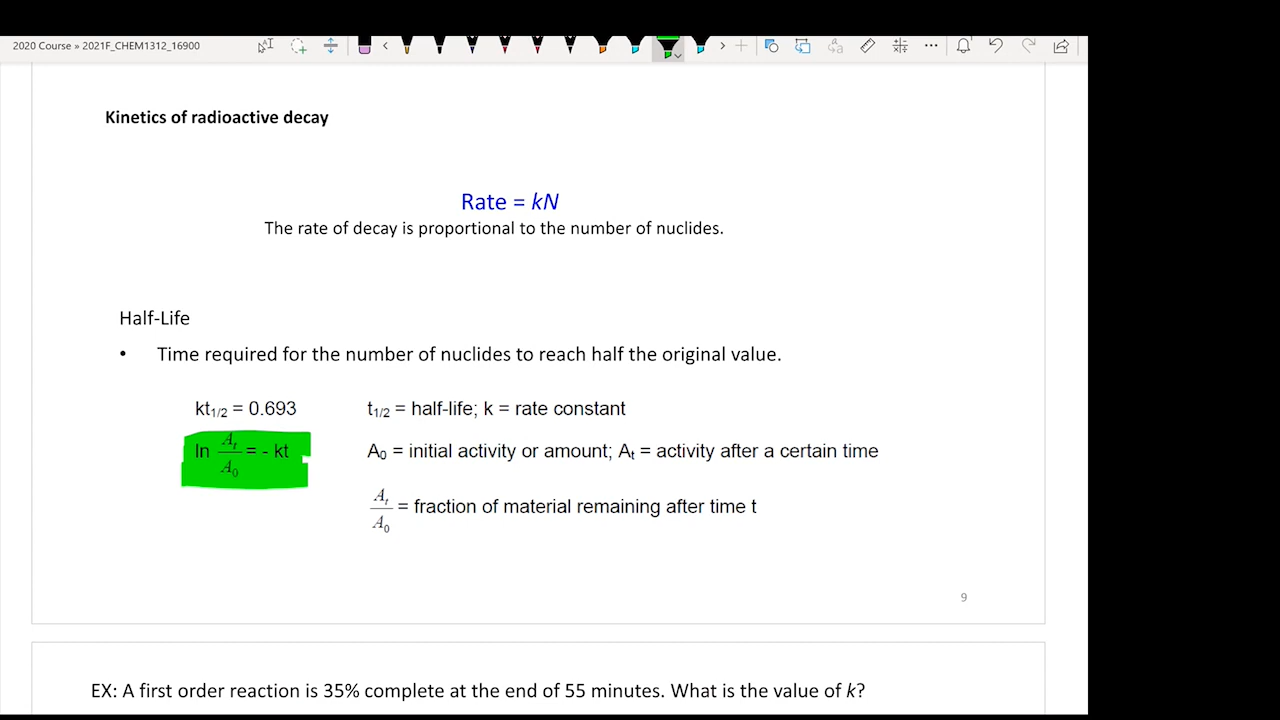 2020 Course » 2021F_CHEM1312_16900
Kinetics of radioactive decay
Rate = kN
The rate of decay is proportional to the number of nuclides.
Half-Life
• Time required for the number of nuclides to reach half the original value.
kt1/2 = 0.693 t1/2 = half-life; k = rate constant
ln At/A0 = - kt A0 = initial activity or amount; At = activity after a certain time
At/A0 = fraction of material remaining after time t
9
EX: A first order reaction is 35% complete at the end of 55 minutes. What is the value of k?